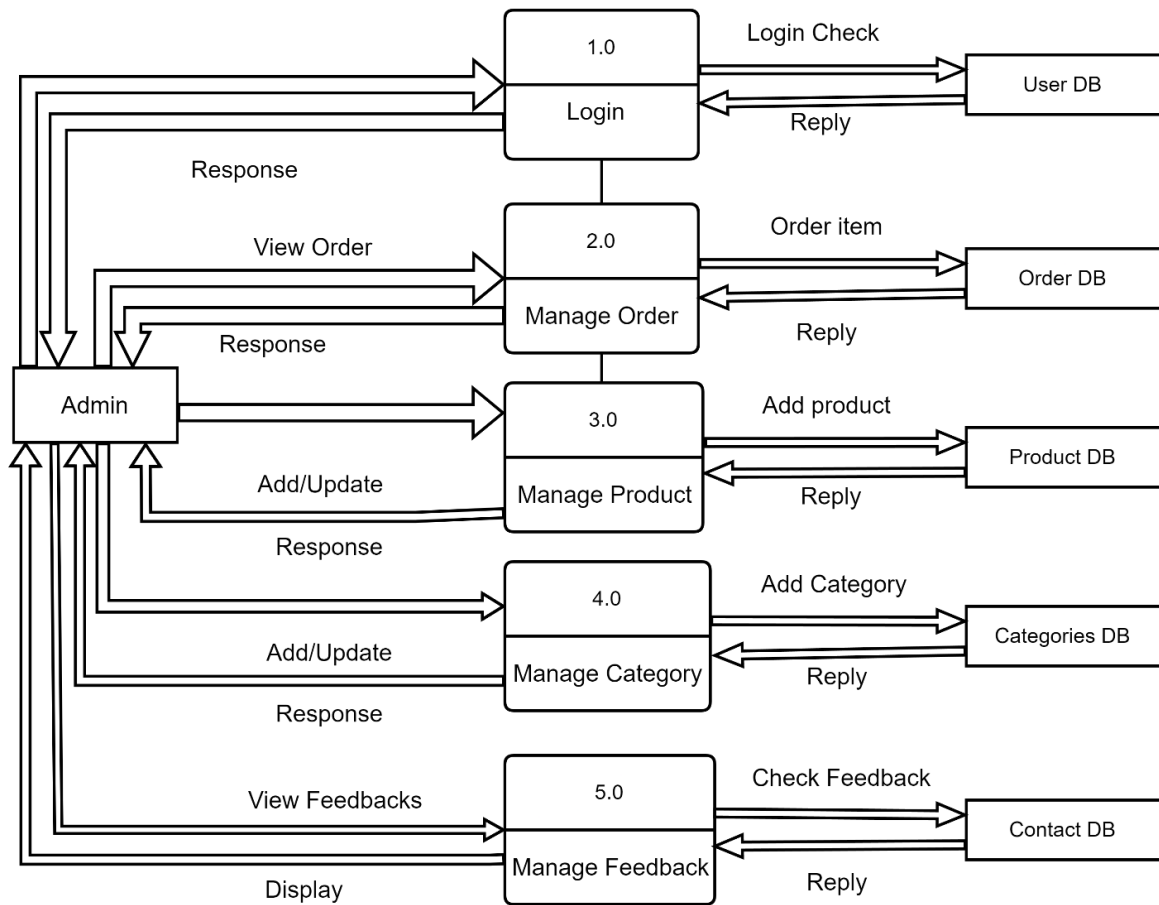 1.0
Login Check
Login
User DB
Reply
Response
View Order
2.0
Order item
Manage Order
Order DB
Response
Reply
Admin
3.0
Add product
Manage Product
Product DB
Add/Update
Reply
Response
4.0
Add Category
Manage Category
Categories DB
Add/Update
Reply
Response
5.0
Check Feedback
View Feedbacks
Manage Feedback
Contact DB
Display
Reply